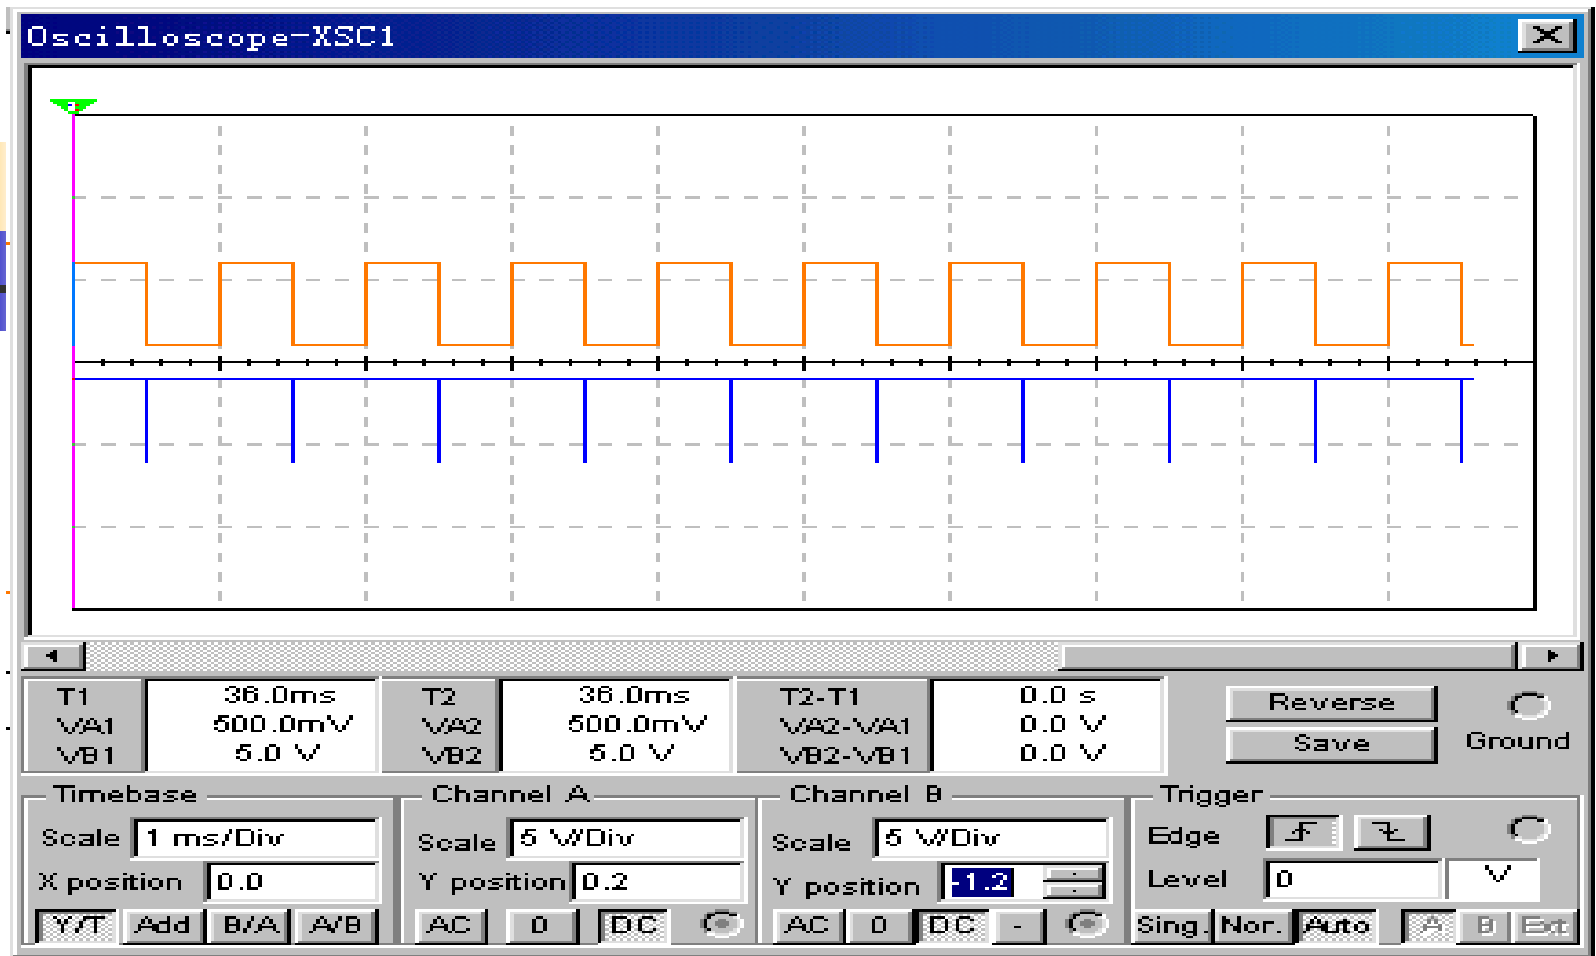 Oscilloscope-XSC1
T1 36.0ms T2 36.0ms T2-T1 0.0 s Reverse
VA1 500.0mV VA2 500.0mV VA2-VA1 0.0 V
VB1 5.0 V VB2 5.0 V VB2-VB1 0.0 V Save Ground
Timebase Channel A Channel B Trigger
Scale 1 ms/Div Scale 5 V/Div Scale 5 V/Div Edge
X position 0.0 Y position 0.2 Y position -1.2 Level 0 V
Y/T Add B/A A/B AC 0 DC AC 0 DC - Sing. Nor. Auto A B Ext